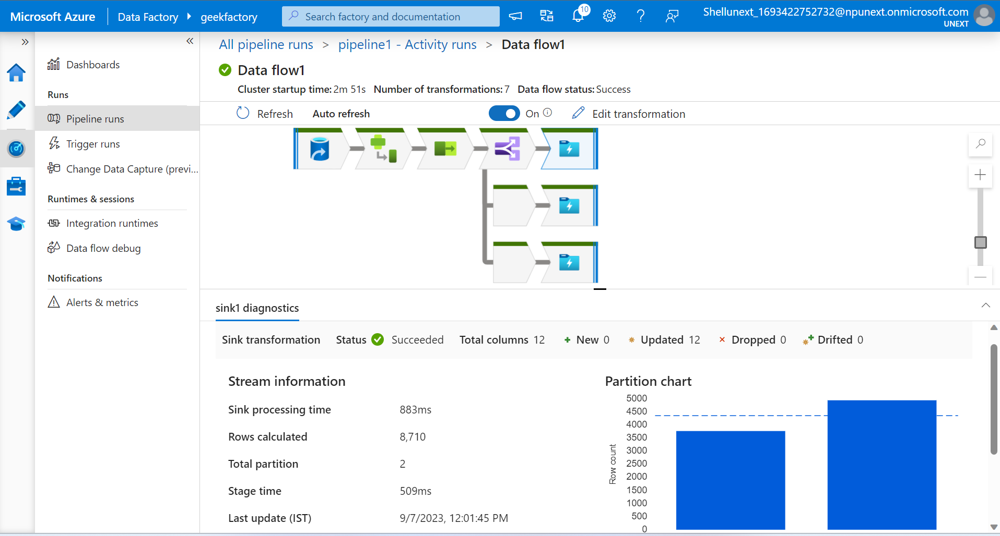 Microsoft Azure
Data Factory
geekfactory
Search factory and documentation
10
Shellunext_1693422752732@npunext.onmicrosoft.com
UNEXT
Dashboards
Runs
Pipeline runs
Trigger runs
Change Data Capture (previ...
Runtimes & sessions
Integration runtimes
Data flow debug
Notifications
Alerts & metrics
All pipeline runs > pipeline1 - Activity runs > Data flow1
Data flow1
Cluster startup time: 2m 51s Number of transformations: 7 Data flow status: Success
Refresh Auto refresh On Edit transformation
sink1 diagnostics
Sink transformation Status Succeeded Total columns 12 New 0 Updated 12 Dropped 0 Drifted 0
Stream information
Sink processing time 883ms
Rows calculated 8,710
Total partition 2
Stage time 509ms
Last update (IST) 9/7/2023, 12:01:45 PM
Partition chart
Row count
5000
4500
4000
3500
3000
2500
2000
1500
1000
500
0